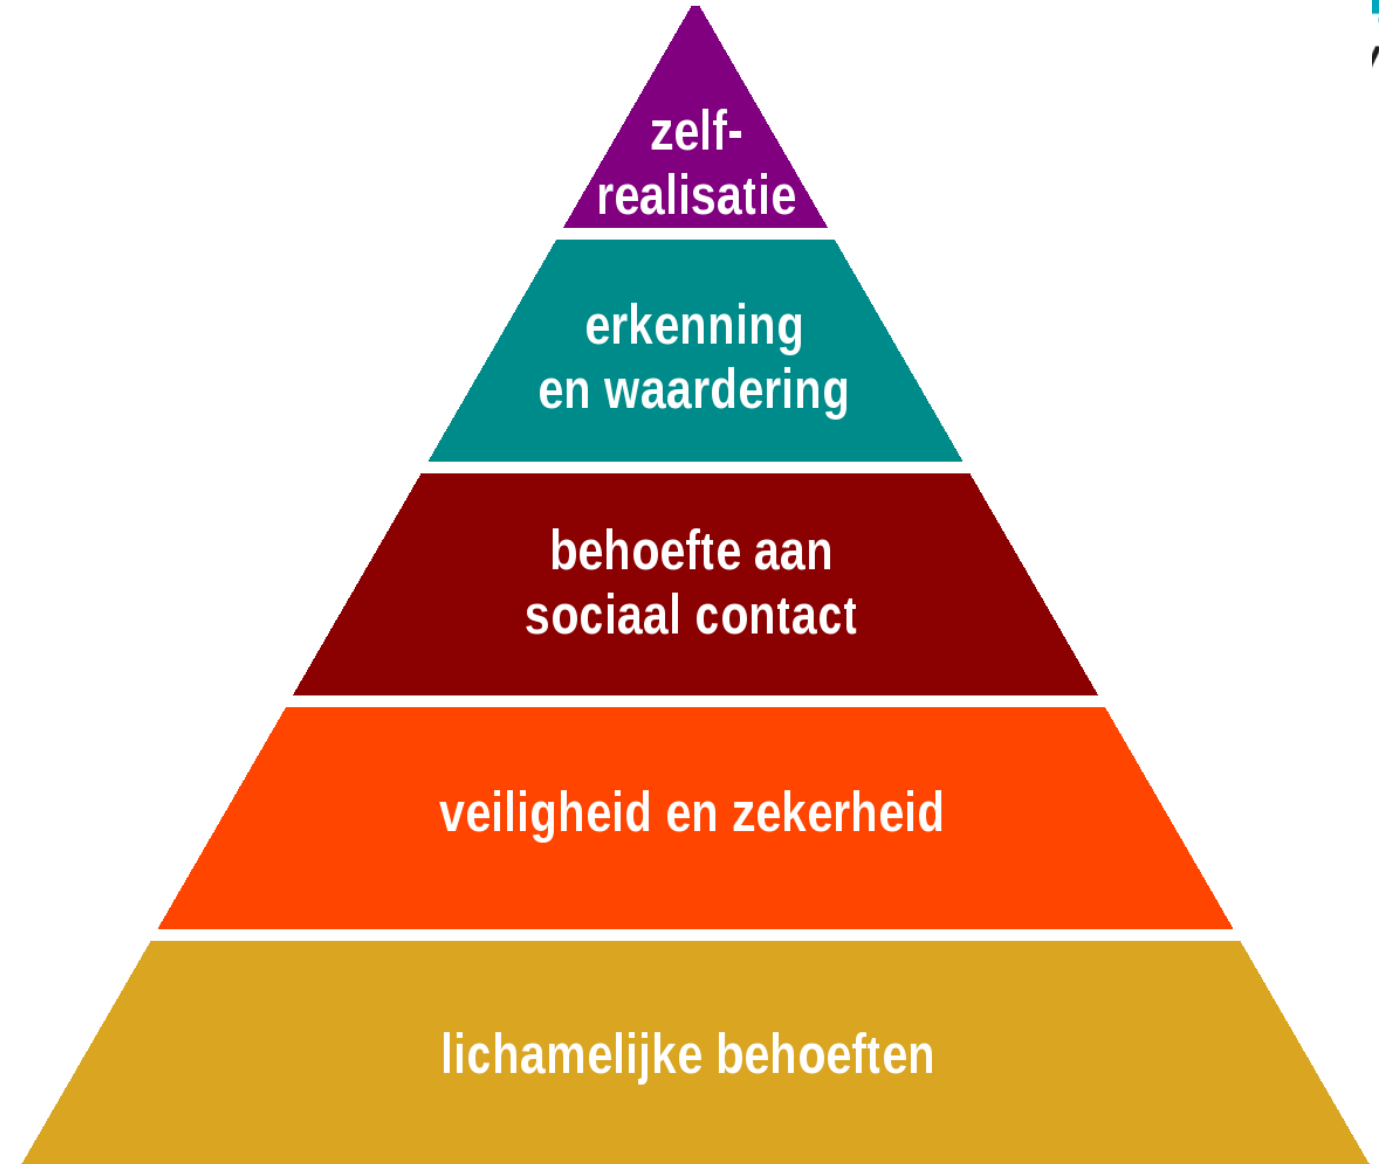 zelf-
realisatie
erkenning
en waardering
behoefte aan
sociaal contact
veiligheid en zekerheid
lichamelijke behoeften